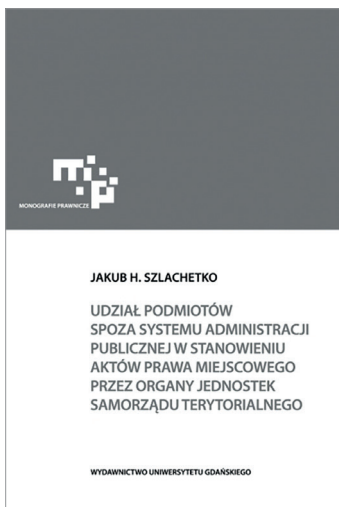 mp
MONOGRAFIE PRAWNICZE
JAKUB H. SZLACHETKO
UDZIAŁ PODMIOTÓW
SPOZA SYSTEMU ADMINISTRACJI
PUBLICZNEJ W STANOWIENIU
AKTÓW PRAWA MIEJSCOWEGO
PRZEZ ORGANY JEDNOSTEK
SAMORZĄDU TERYTORIALNEGO
WYDAWNICTWO UNIWERSYTETU GDAŃSKIEGO